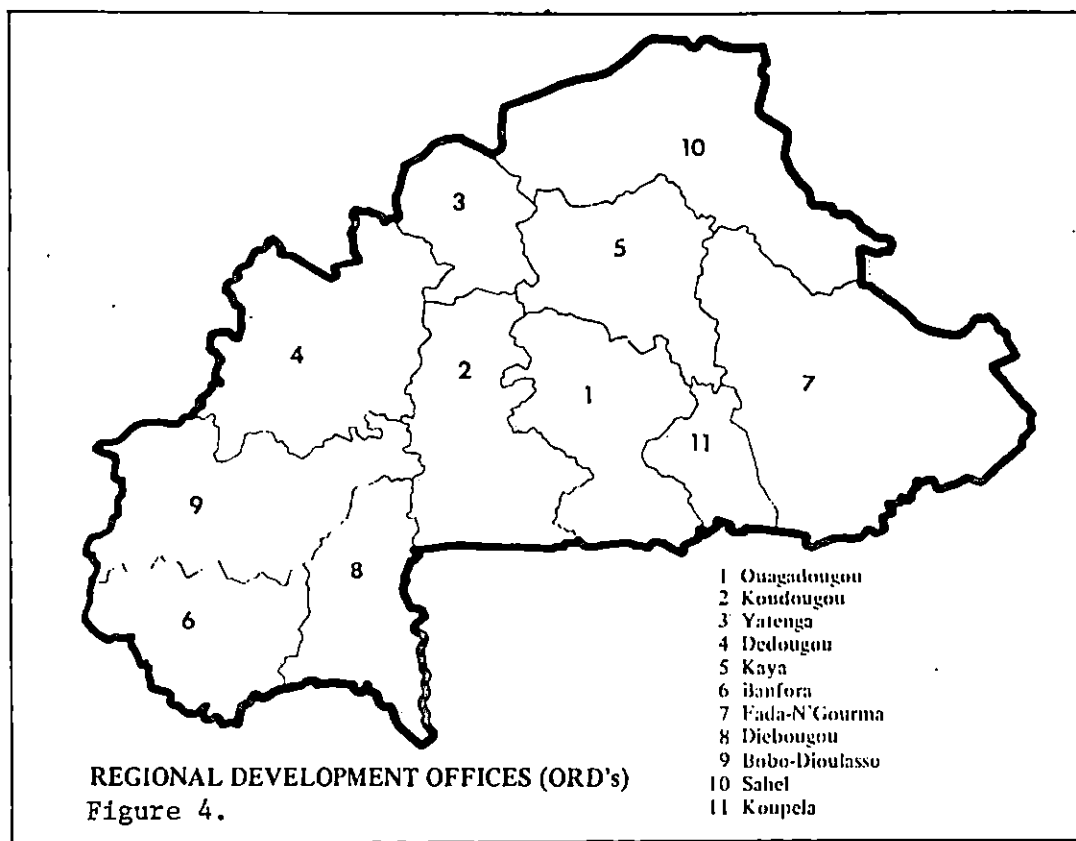 10
3
5
4
2
1
7
11
9
8
6
1 Ouagadougou
2 Koudougou
3 Yatenga
4 Dedougou
5 Kaya
6 Banfora
7 Fada-N'Gourma
8 Diebougou
9 Bobo-Dioulasso
10 Sahel
11 Koupela
REGIONAL DEVELOPMENT OFFICES (ORD's)
Figure 4.